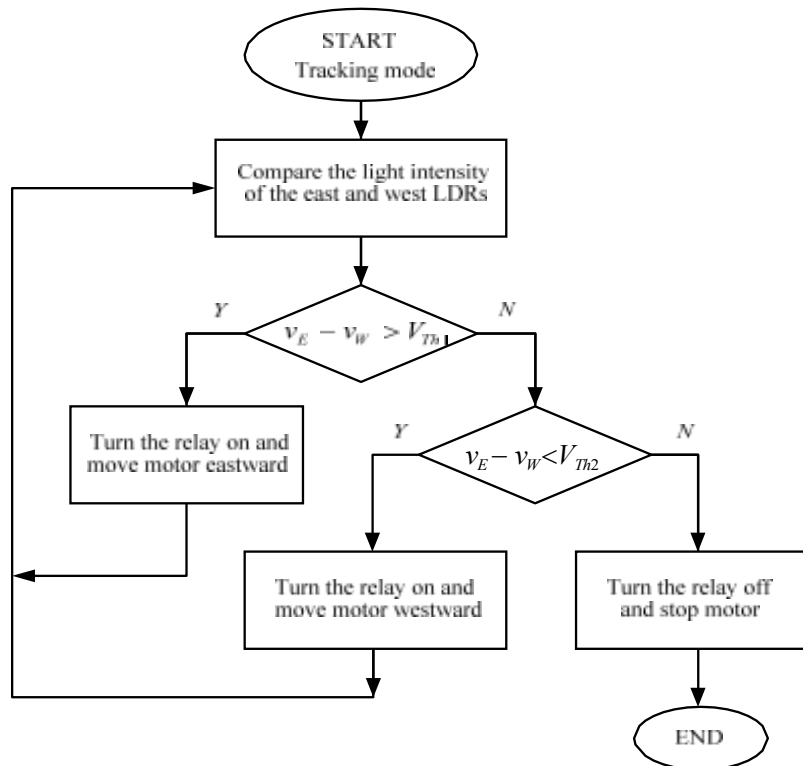 START
Tracking mode
Compare the light intensity
of the east and west LDRs
Y
N
v_E − v_W > V_Th1
Turn the relay on and
move motor eastward
Y
N
v_E − v_W < V_Th2
Turn the relay on and
move motor westward
Turn the relay off
and stop motor
END